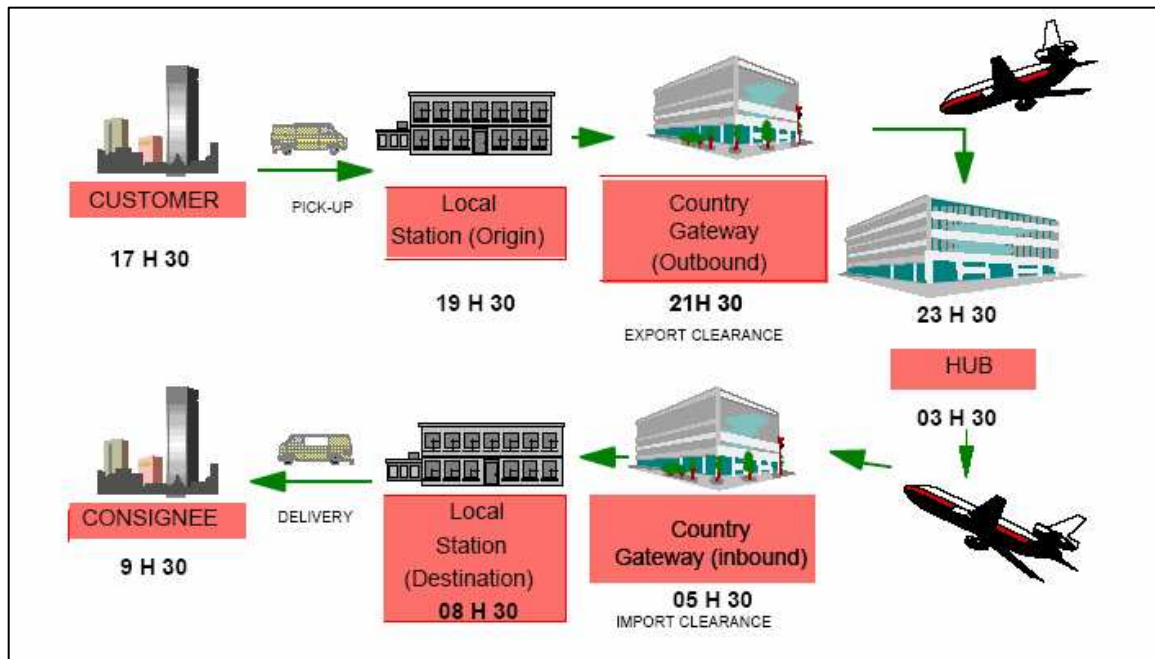 CUSTOMER
17 H 30
PICK-UP
Local
Station (Origin)
19 H 30
Country
Gateway
(Outbound)
21H 30
EXPORT CLEARANCE
23 H 30
HUB
03 H 30
Country
Gateway (inbound)
05 H 30
IMPORT CLEARANCE
Local
Station
(Destination)
08 H 30
DELIVERY
CONSIGNEE
9 H 30